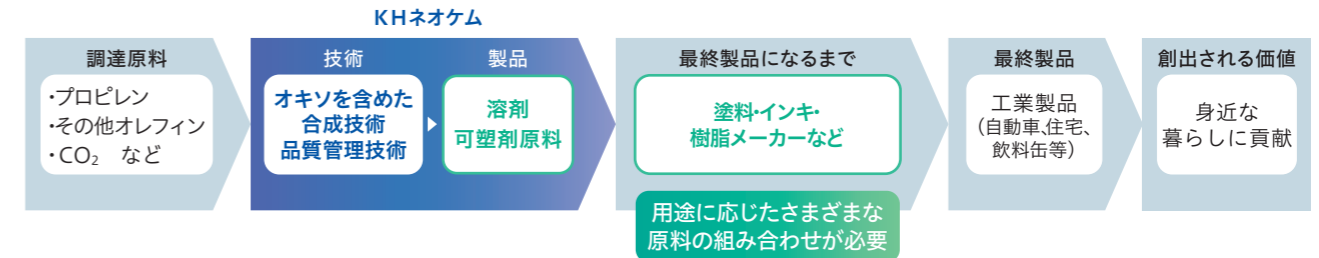 KHネオケム
調達原料
・プロピレン
・その他オレフィン
・CO₂ など
技術
オキソを含めた
合成技術
品質管理技術
製品
溶剤
可塑剤原料
最終製品になるまで
塗料・インキ・
樹脂メーカーなど
用途に応じたさまざまな
原料の組み合わせが必要
最終製品
工業製品
(自動車、住宅、
飲料缶等)
創出される価値
身近な
暮らしに貢献